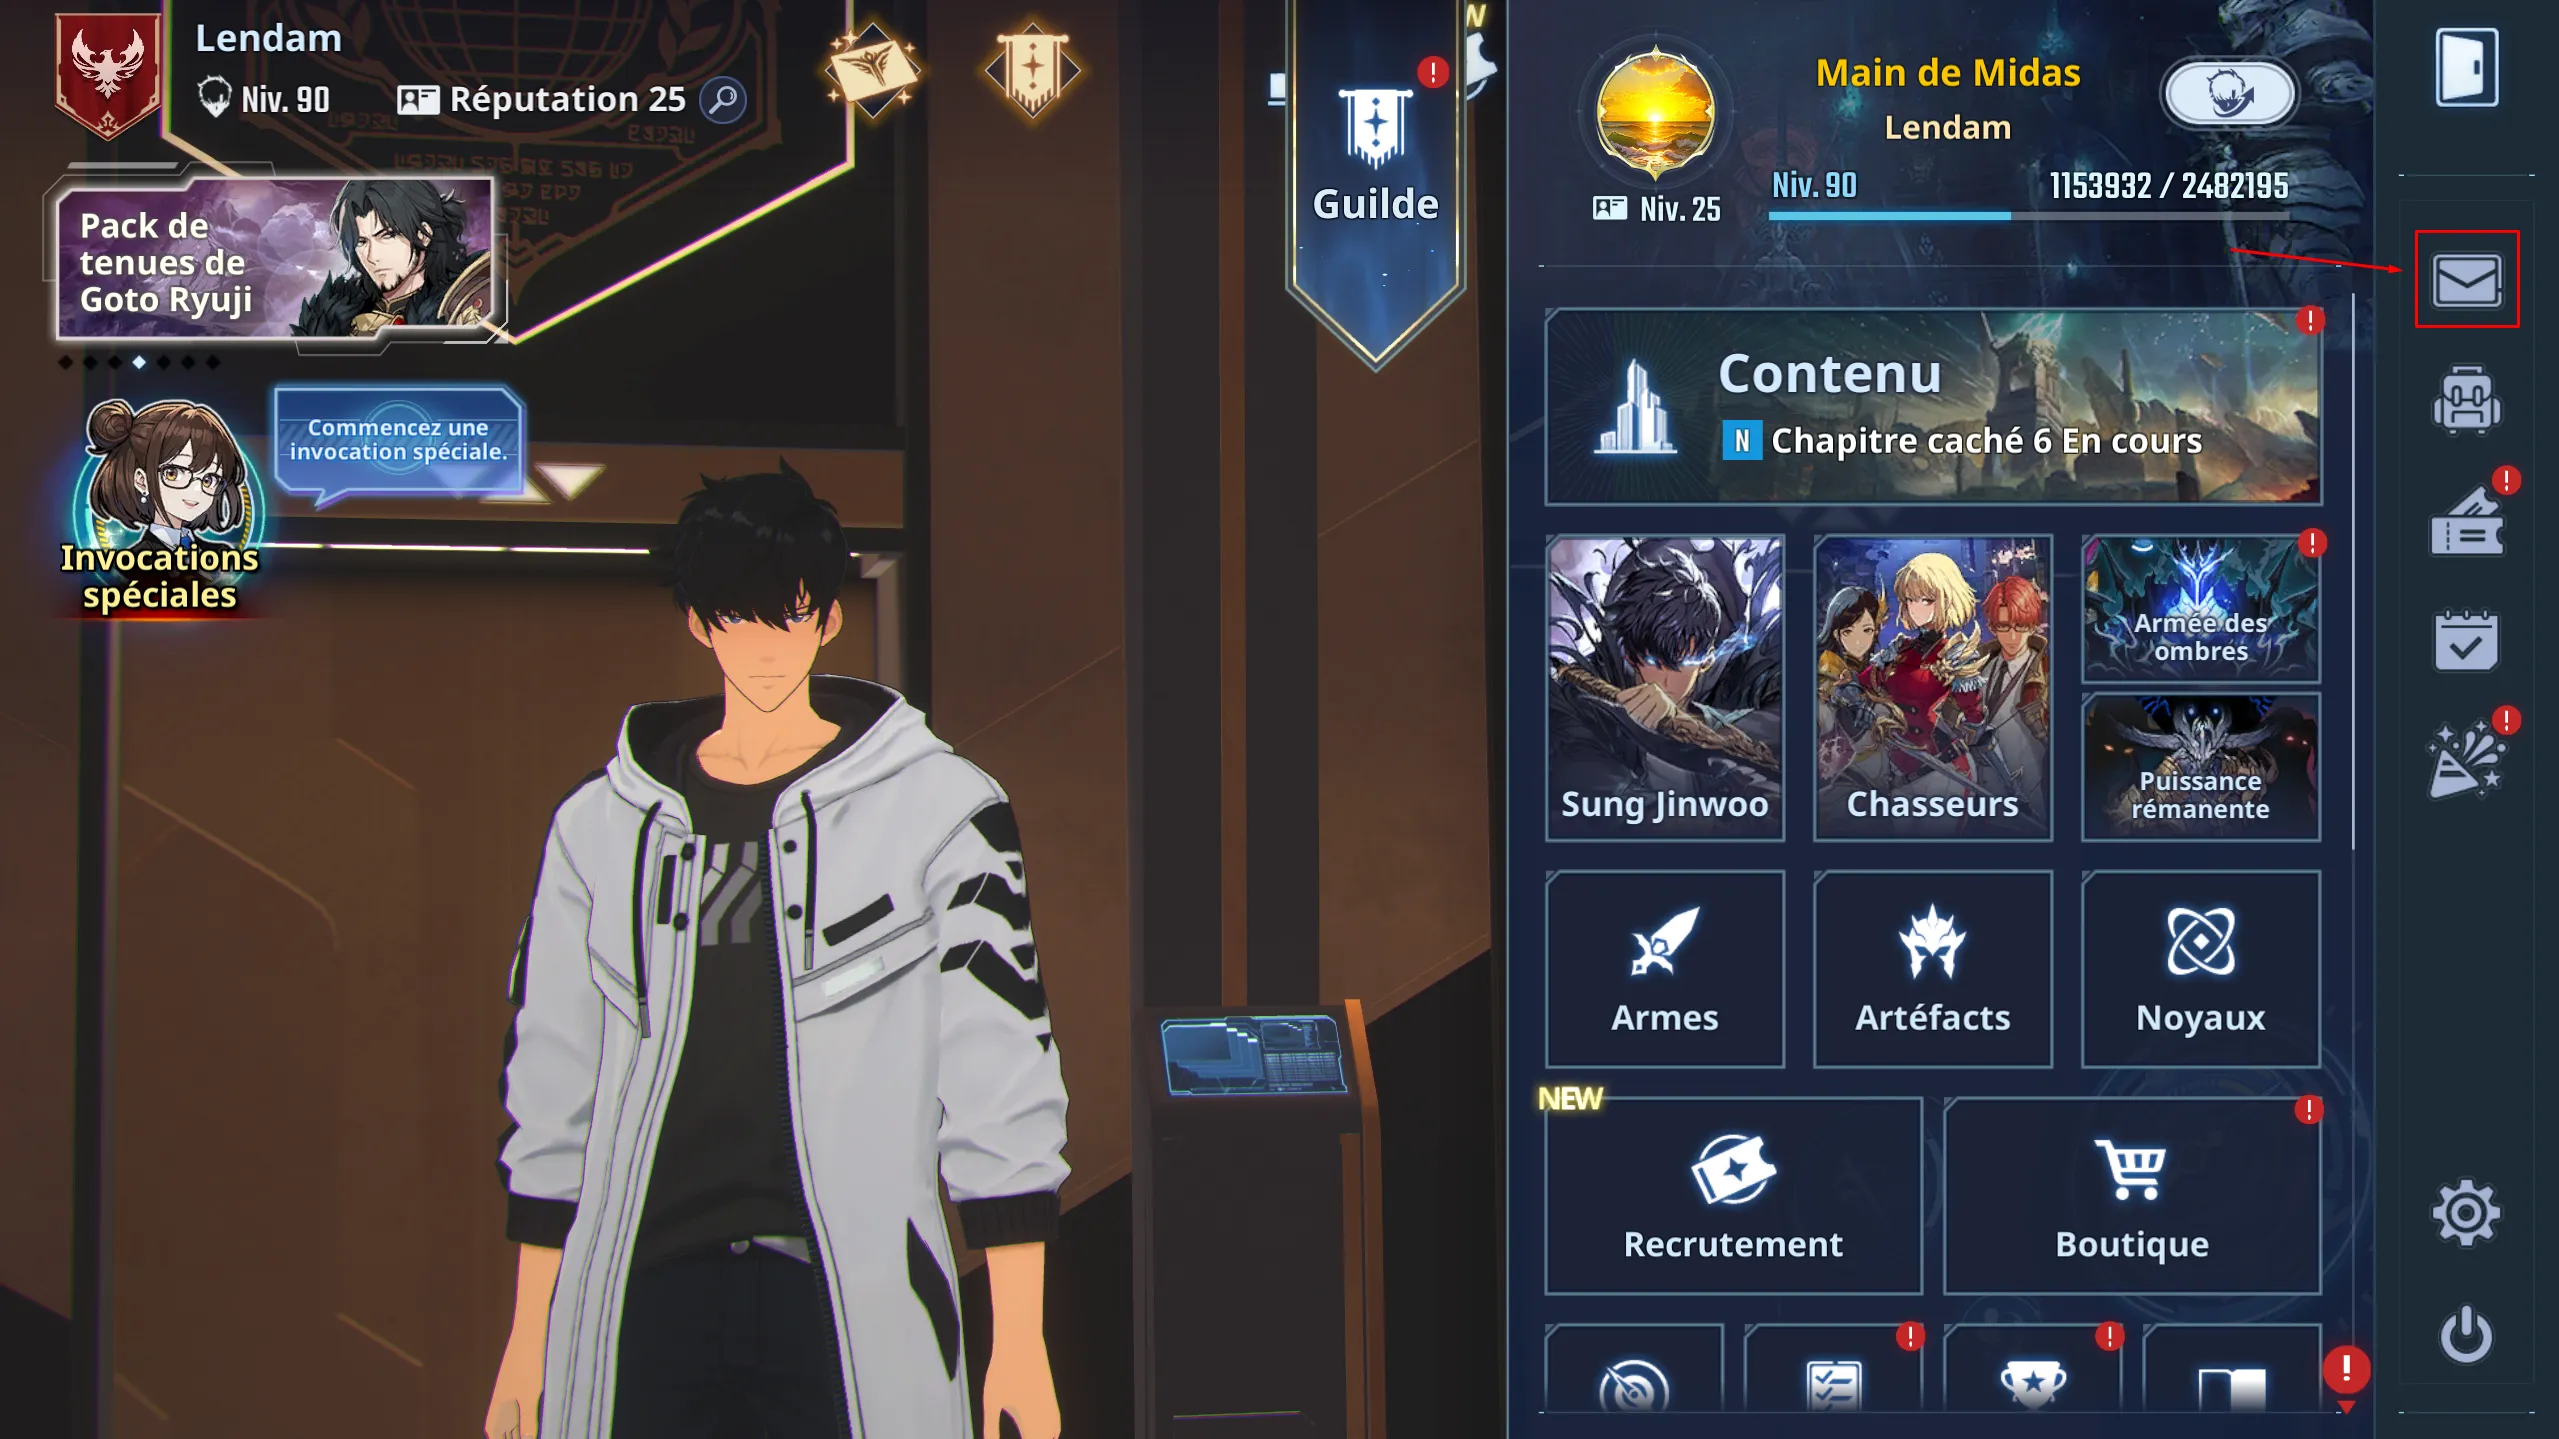 Lendam
Niv. 90
Réputation 25
Pack de
tenues de
Goto Ryuji
Commencez une
invocation spéciale.
Invocations
spéciales
Guilde
Main de Midas
Lendam
Niv. 25
Niv. 90
1153932 / 2482195
Contenu
N Chapitre caché 6 En cours
Sung Jinwoo
Chasseurs
Armée des
ombres
Puissance
rémanente
Armes
Artéfacts
Noyaux
NEW
Recrutement
Boutique